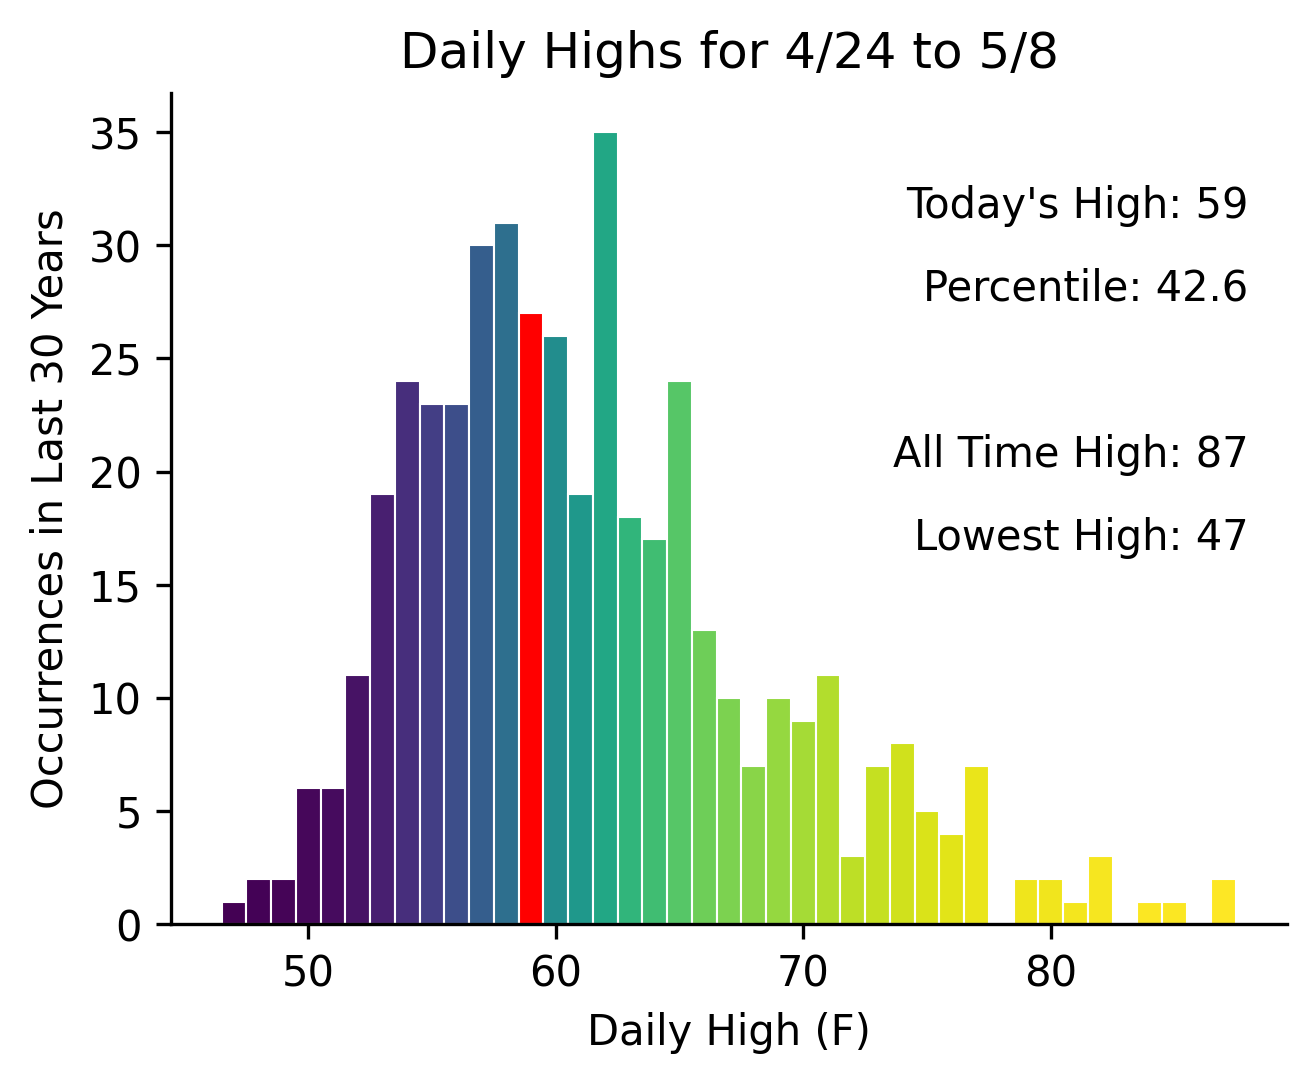 Daily Highs for 4/24 to 5/8
35
30
25
20
15
10
5
0
Occurrences in Last 30 Years
Today's High: 59
Percentile: 42.6
All Time High: 87
Lowest High: 47
50 60 70 80
Daily High (F)